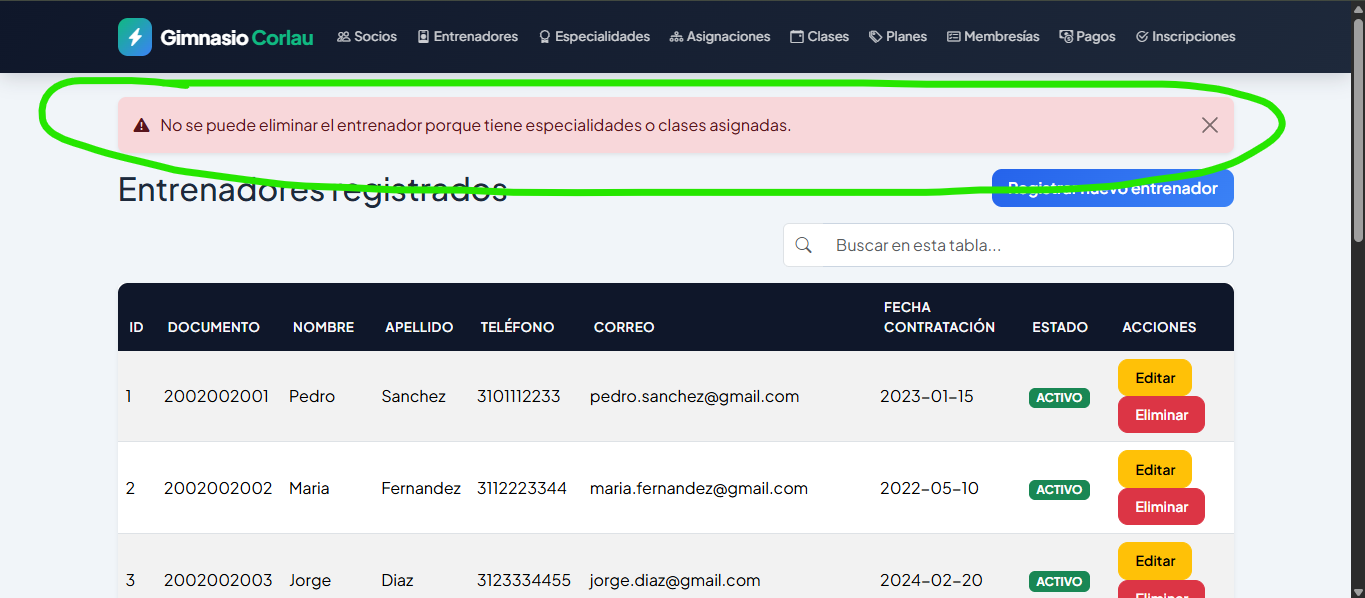 Gimnasio Corlau Socios Entrenadores Especialidades Asignaciones Clases Planes Membresías Pagos Inscripciones
No se puede eliminar el entrenador porque tiene especialidades o clases asignadas.
Entrenadores registrados Registrar nuevo entrenador
Buscar en esta tabla...
ID DOCUMENTO NOMBRE APELLIDO TELÉFONO CORREO FECHA CONTRATACIÓN ESTADO ACCIONES
1 2002002001 Pedro Sanchez 3101112233 pedro.sanchez@gmail.com 2023-01-15 ACTIVO Editar
Eliminar
2 2002002002 Maria Fernandez 3112223344 maria.fernandez@gmail.com 2022-05-10 ACTIVO Editar
Eliminar
3 2002002003 Jorge Diaz 3123334455 jorge.diaz@gmail.com 2024-02-20 ACTIVO Editar
Eliminar